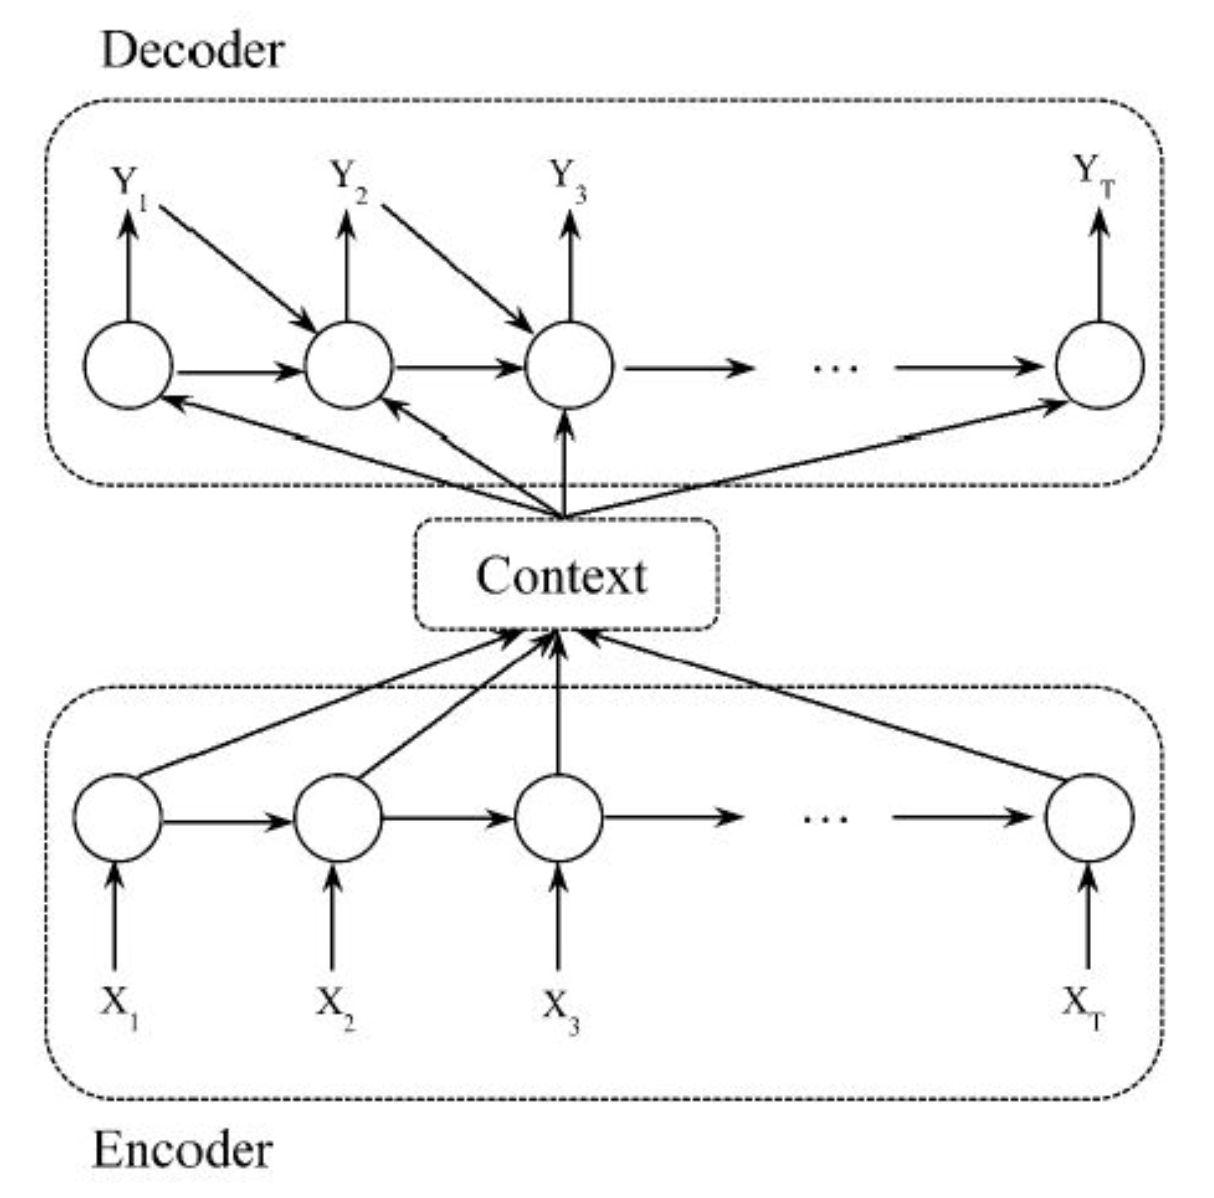 Decoder
Y1 Y2 Y3 YT
...
Context
...
X1 X2 X3 XT
Encoder